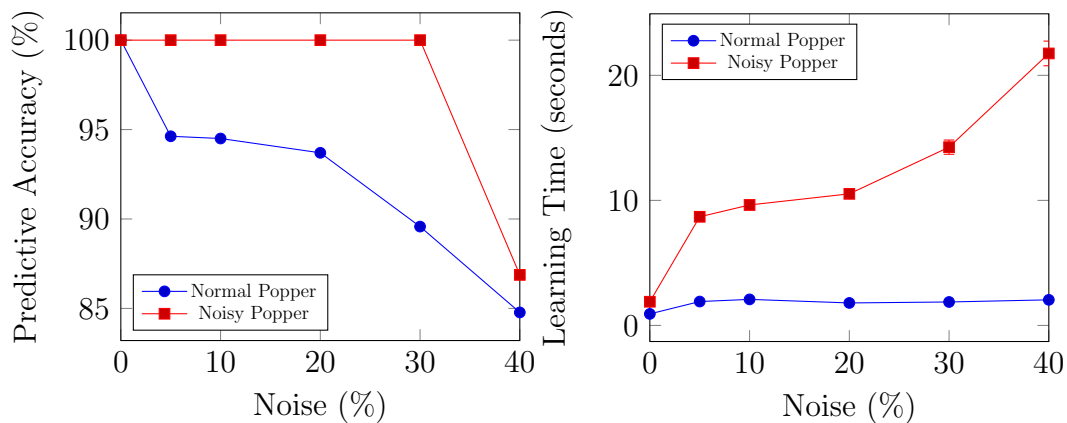 Predictive Accuracy (%)
100
95
90
85
Normal Popper
Noisy Popper
0 10 20 30 40
Noise (%)
Learning Time (seconds)
20
10
0
Normal Popper
Noisy Popper
0 10 20 30 40
Noise (%)